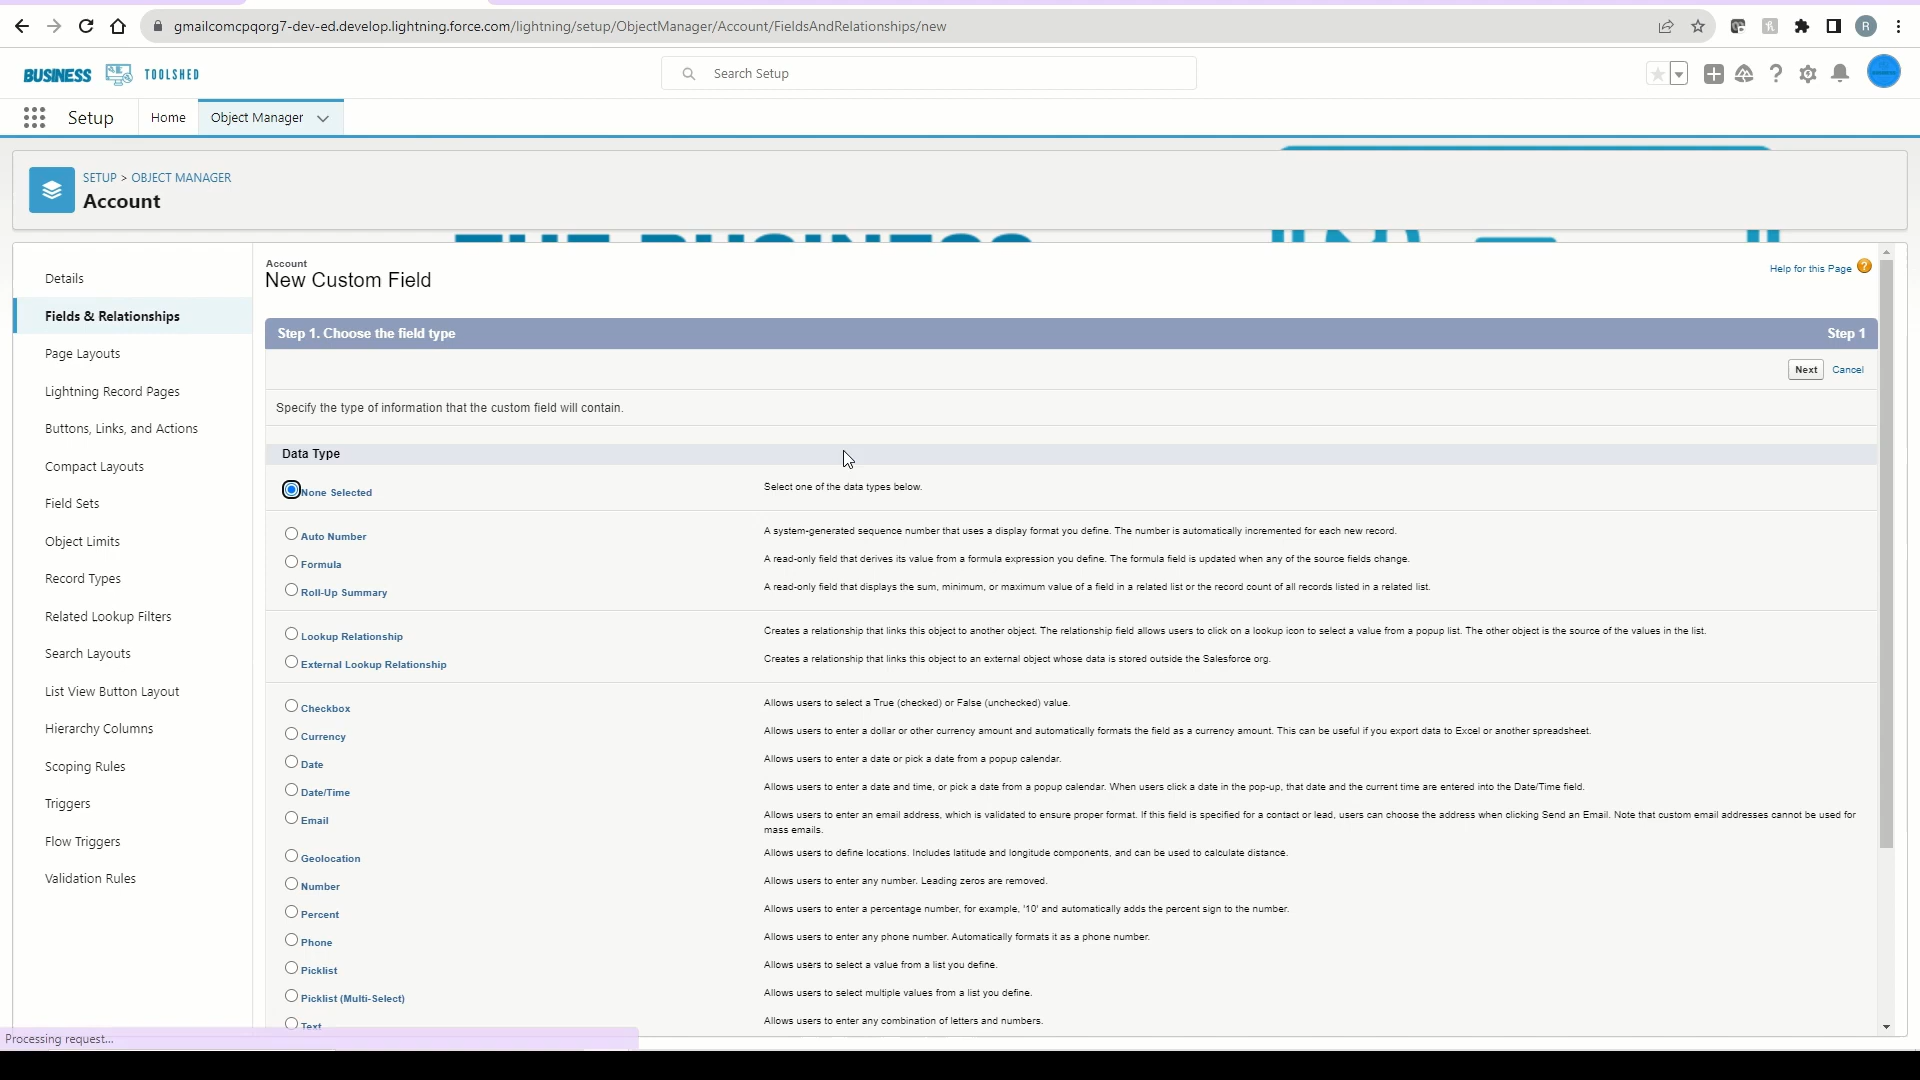 gmailcomcpqorg7-dev-ed.develop.lightning.force.com/lightning/setup/ObjectManager/Account/FieldsAndRelationships/new
R
BUSINESS TOOLSHED
Search Setup
Setup
Home
Object Manager
SETUP > OBJECT MANAGER
Account
THE BUSINESS
Details
Fields & Relationships
Page Layouts
Lightning Record Pages
Buttons, Links, and Actions
Compact Layouts
Field Sets
Object Limits
Record Types
Related Lookup Filters
Search Layouts
List View Button Layout
Hierarchy Columns
Scoping Rules
Triggers
Flow Triggers
Validation Rules
Account
New Custom Field
Help for this Page ?
Step 1. Choose the field type
Step 1
Next Cancel
Specify the type of information that the custom field will contain.
Data Type
None Selected
Select one of the data types below.
Auto Number
A system-generated sequence number that uses a display format you define. The number is automatically incremented for each new record.
Formula
A read-only field that derives its value from a formula expression you define. The formula field is updated when any of the source fields change.
Roll-Up Summary
A read-only field that displays the sum, minimum, or maximum value of a field in a related list or the record count of all records listed in a related list.
Lookup Relationship
Creates a relationship that links this object to another object. The relationship field allows users to click on a lookup icon to select a value from a popup list. The other object is the source of the values in the list.
External Lookup Relationship
Creates a relationship that links this object to an external object whose data is stored outside the Salesforce org.
Checkbox
Allows users to select a True (checked) or False (unchecked) value.
Currency
Allows users to enter a dollar or other currency amount and automatically formats the field as a currency amount. This can be useful if you export data to Excel or another spreadsheet.
Date
Allows users to enter a date or pick a date from a popup calendar.
Date/Time
Allows users to enter a date and time, or pick a date from a popup calendar. When users click a date in the pop-up, that date and the current time are entered into the Date/Time field.
Email
Allows users to enter an email address, which is validated to ensure proper format. If this field is specified for a contact or lead, users can choose the address when clicking Send an Email. Note that custom email addresses cannot be used for
mass emails.
Geolocation
Allows users to define locations. Includes latitude and longitude components, and can be used to calculate distance.
Number
Allows users to enter any number. Leading zeros are removed.
Percent
Allows users to enter a percentage number, for example, '10' and automatically adds the percent sign to the number.
Phone
Allows users to enter any phone number. Automatically formats it as a phone number.
Picklist
Allows users to select a value from a list you define.
Picklist (Multi-Select)
Allows users to select multiple values from a list you define.
Text
Allows users to enter any combination of letters and numbers.
Processing request...